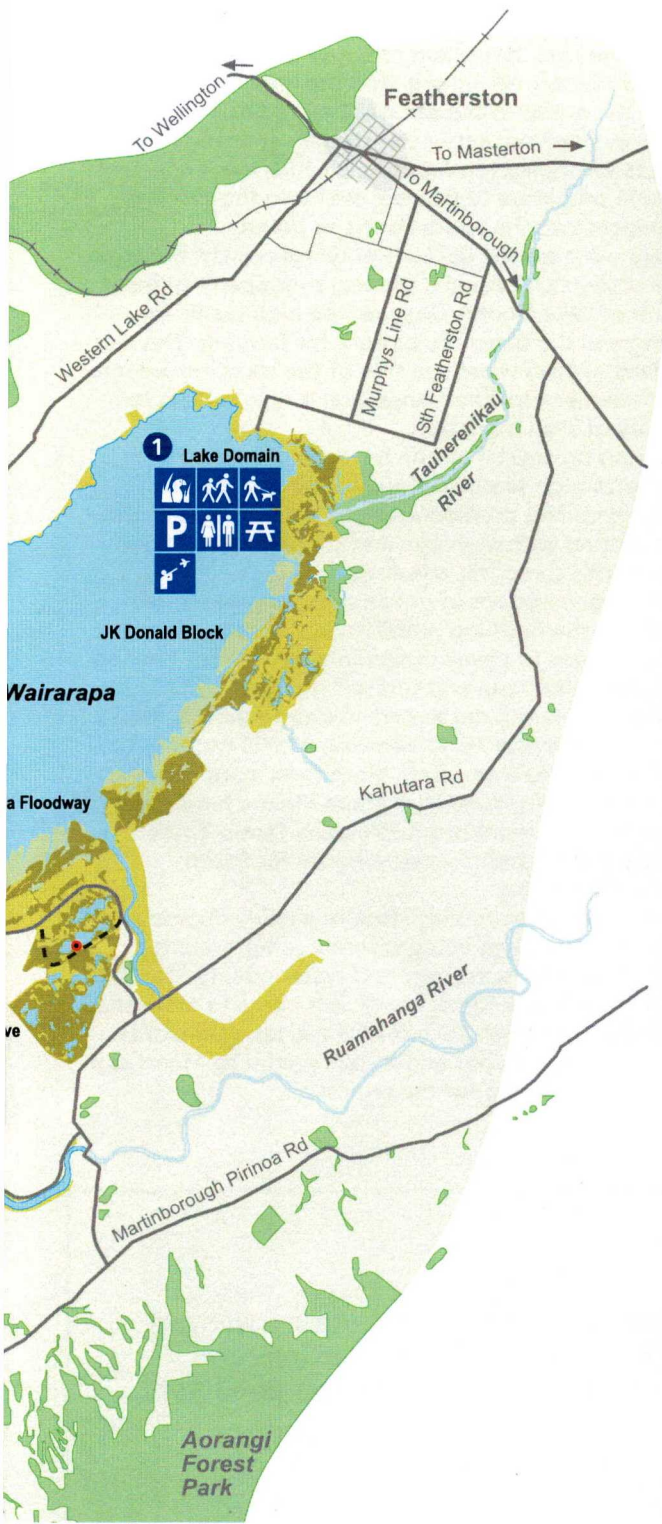 Featherston
To Wellington
To Masterton
To Martinborough
Western Lake Rd
Murphys Line Rd
Sth Featherston Rd
1
Lake Domain
Tauherenikau
River
P
JK Donald Block
Wairarapa
a Floodway
Kahutara Rd
ve
Ruamahanga River
Martinborough Pirinoa Rd
Aorangi
Forest
Park